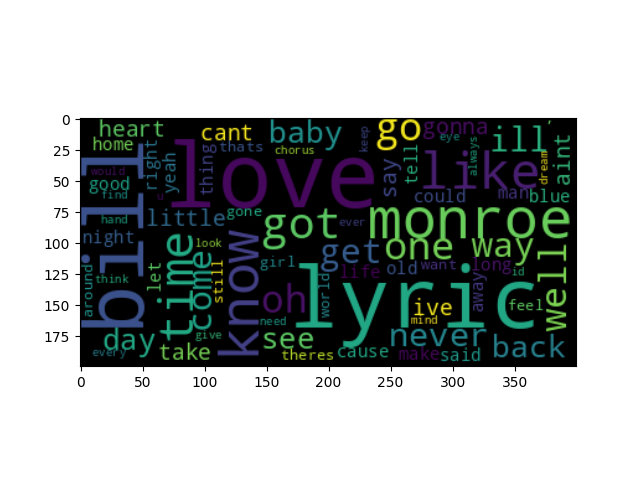 0
25
50
75
100
125
150
175
0 50 100 150 200 250 300 350
heart
cant
baby
go
gonna
ill
home
thats
chorus
keep
eye
always
dream
aint
bill
would
right
yeah
thing
love
say
tell
like
good
find
u
could
man
blue
hand
little
gone
got
ever
monroe
night
look
know
get
one
way
well
time
come
still
girl
life
old
want
long
id
around
think
let
oh
world
lyric
away
ive
mind
feel
day
give
need
see
never
every
take
theres
cause
make
said
back